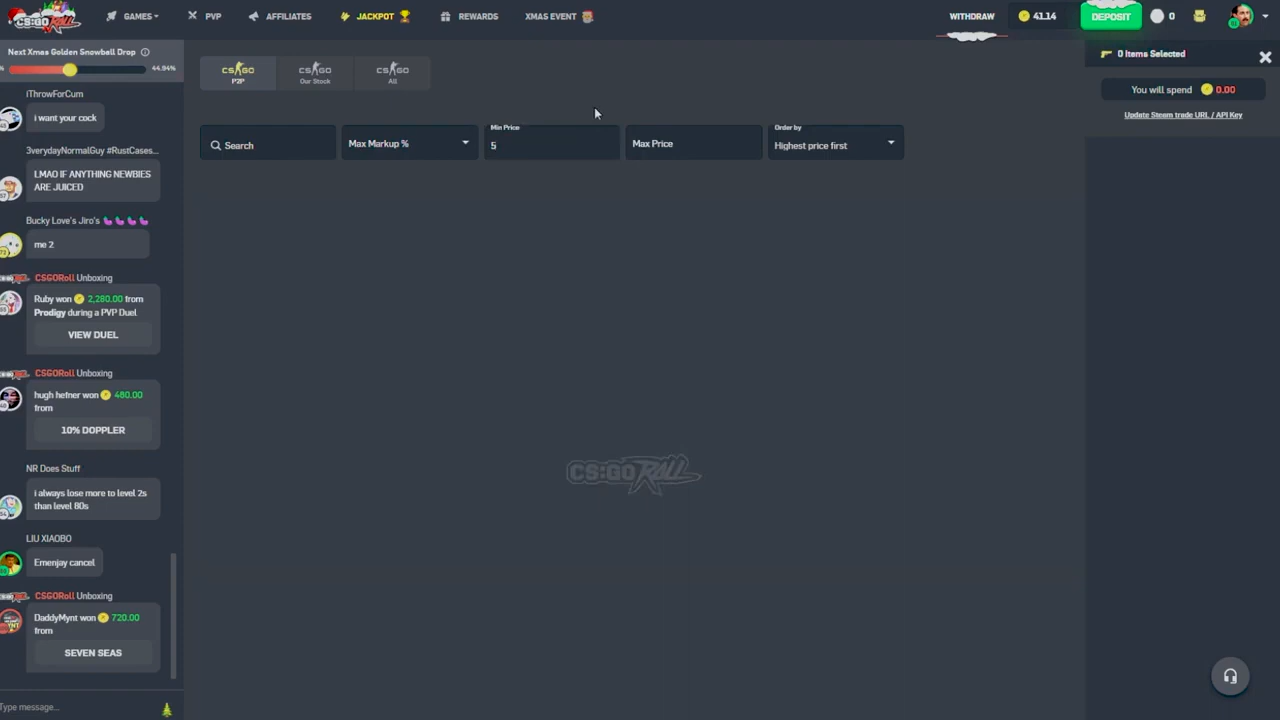 CS:GO ROLL
GAMES
PVP
AFFILIATES
JACKPOT
REWARDS
XMAS EVENT
WITHDRAW
41.14
DEPOSIT
0
Next Xmas Golden Snowball Drop
%
44.94%
iThrowForCum
i want your cock
3verydayNormalGuy #RustCases...
LMAO IF ANYTHING NEWBIES
ARE JUICED
Bucky Love's Jiro's
me 2
CSGORoll Unboxing
Ruby won 2,280.00 from
Prodigy during a PVP Duel
VIEW DUEL
CSGORoll Unboxing
hugh hefner won 480.00
from
10% DOPPLER
NR Does Stuff
i always lose more to level 2s
than level 80s
LIU XIAOBO
Emenjay cancel
CSGORoll Unboxing
DaddyMynt won 720.00
from
SEVEN SEAS
Type message...
CS:GO
P2P
CS:GO
Our Stock
CS:GO
All
Search
Max Markup %
Min Price
5
Max Price
Order by
Highest price first
CS:GO ROLL
0 Items Selected
You will spend 0.00
Update Steam trade URL / API Key